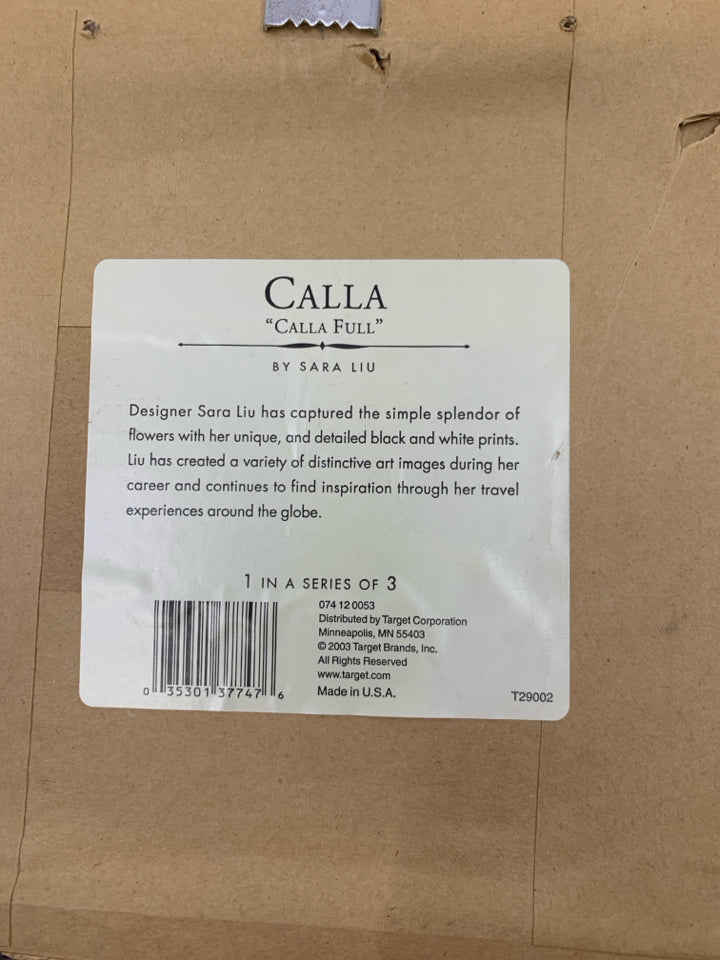 CALLA
“CALLA FULL”
BY SARA LIU
Designer Sara Liu has captured the simple splendor of
flowers with her unique, and detailed black and white prints.
Liu has created a variety of distinctive art images during her
career and continues to find inspiration through her travel
experiences around the globe.
1 IN A SERIES OF 3
074 12 0053
Distributed by Target Corporation
Minneapolis, MN 55403
© 2003 Target Brands, Inc.
All Rights Reserved
www.target.com
Made in U.S.A.
0 35301 37747 6
T29002